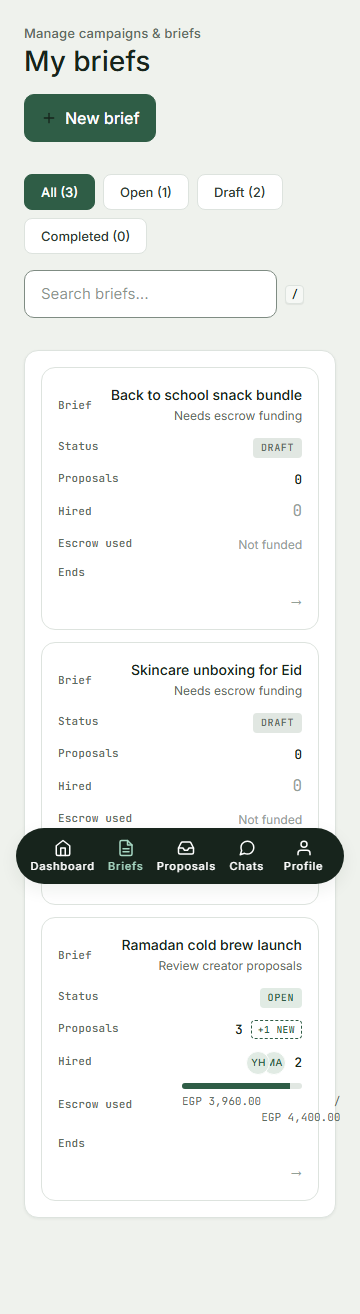 Manage campaigns & briefs
My briefs
+ New brief
All (3)
Open (1)
Draft (2)
Completed (0)
Search briefs...
/
Brief
Back to school snack bundle
Needs escrow funding
Status
DRAFT
Proposals
0
Hired
0
Escrow used
Not funded
Ends
→
Brief
Skincare unboxing for Eid
Needs escrow funding
Status
DRAFT
Proposals
0
Hired
0
Escrow used
Not funded
Dashboard
Briefs
Proposals
Chats
Profile
Brief
Ramadan cold brew launch
Review creator proposals
Status
OPEN
Proposals
3 +1 NEW
Hired
YH MA 2
Escrow used
EGP 3,960.00 /
EGP 4,400.00
Ends
→